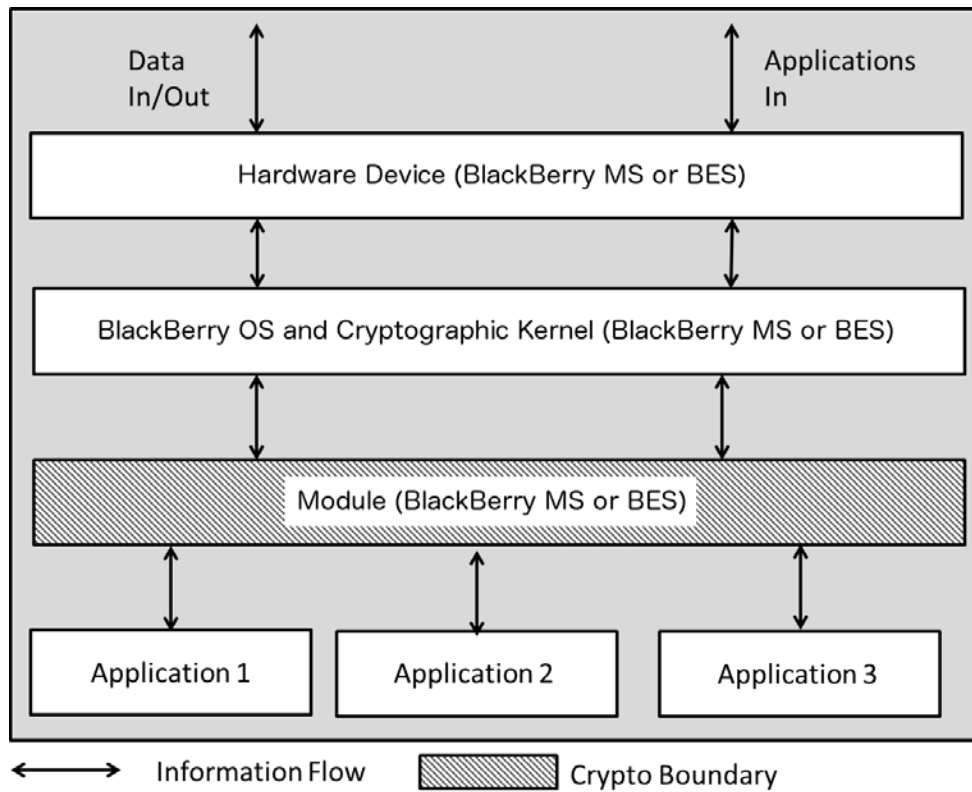 Data
In/Out
Applications
In
Hardware Device (BlackBerry MS or BES)
BlackBerry OS and Cryptographic Kernel (BlackBerry MS or BES)
Module (BlackBerry MS or BES)
Application 1
Application 2
Application 3
Information Flow
Crypto Boundary